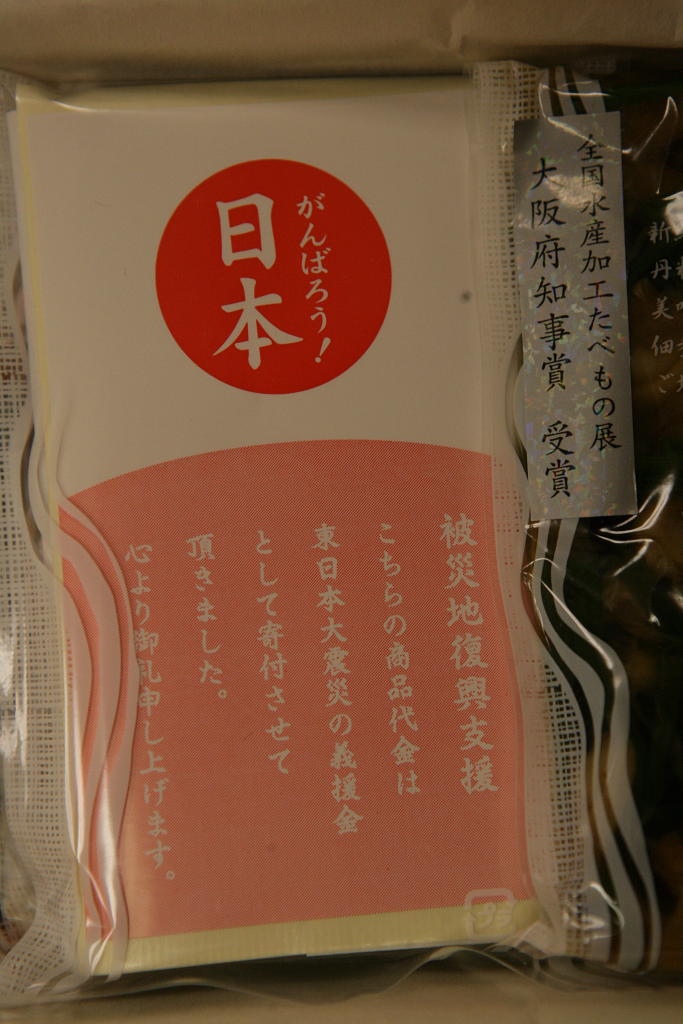 全国水産加工たべもの展
大阪府知事賞 受賞
がんばろう!
日本
被災地復興支援
こちらの商品代金は
東日本大震災の義援金
として寄付させて
頂きました。
心より御礼申し上げます。
プラ